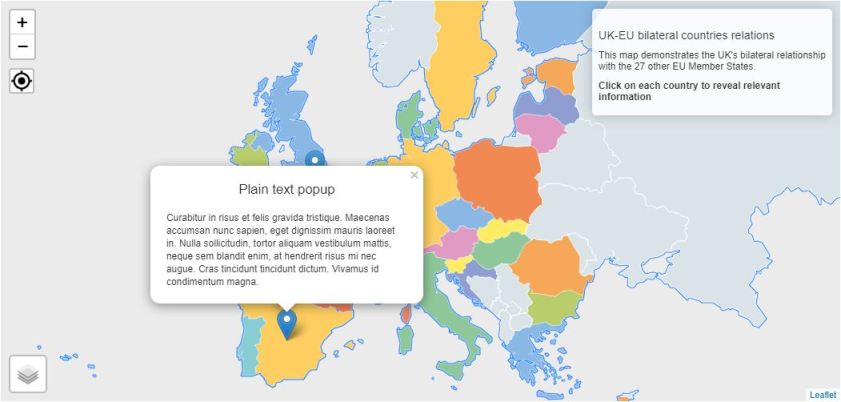 +
−
UK-EU bilateral countries relations
This map demonstrates the UK's bilateral relationship
with the 27 other EU Member States.
Click on each country to reveal relevant
information
×
Plain text popup
Curabitur in risus et felis gravida tristique. Maecenas
accumsan nunc sapien, eget dignissim mauris laoreet
in. Nulla sollicitudin, tortor aliquam vestibulum mattis,
neque sem blandit enim, at hendrerit risus mi nec
augue. Cras tincidunt tincidunt dictum. Vivamus id
condimentum magna.
Leaflet